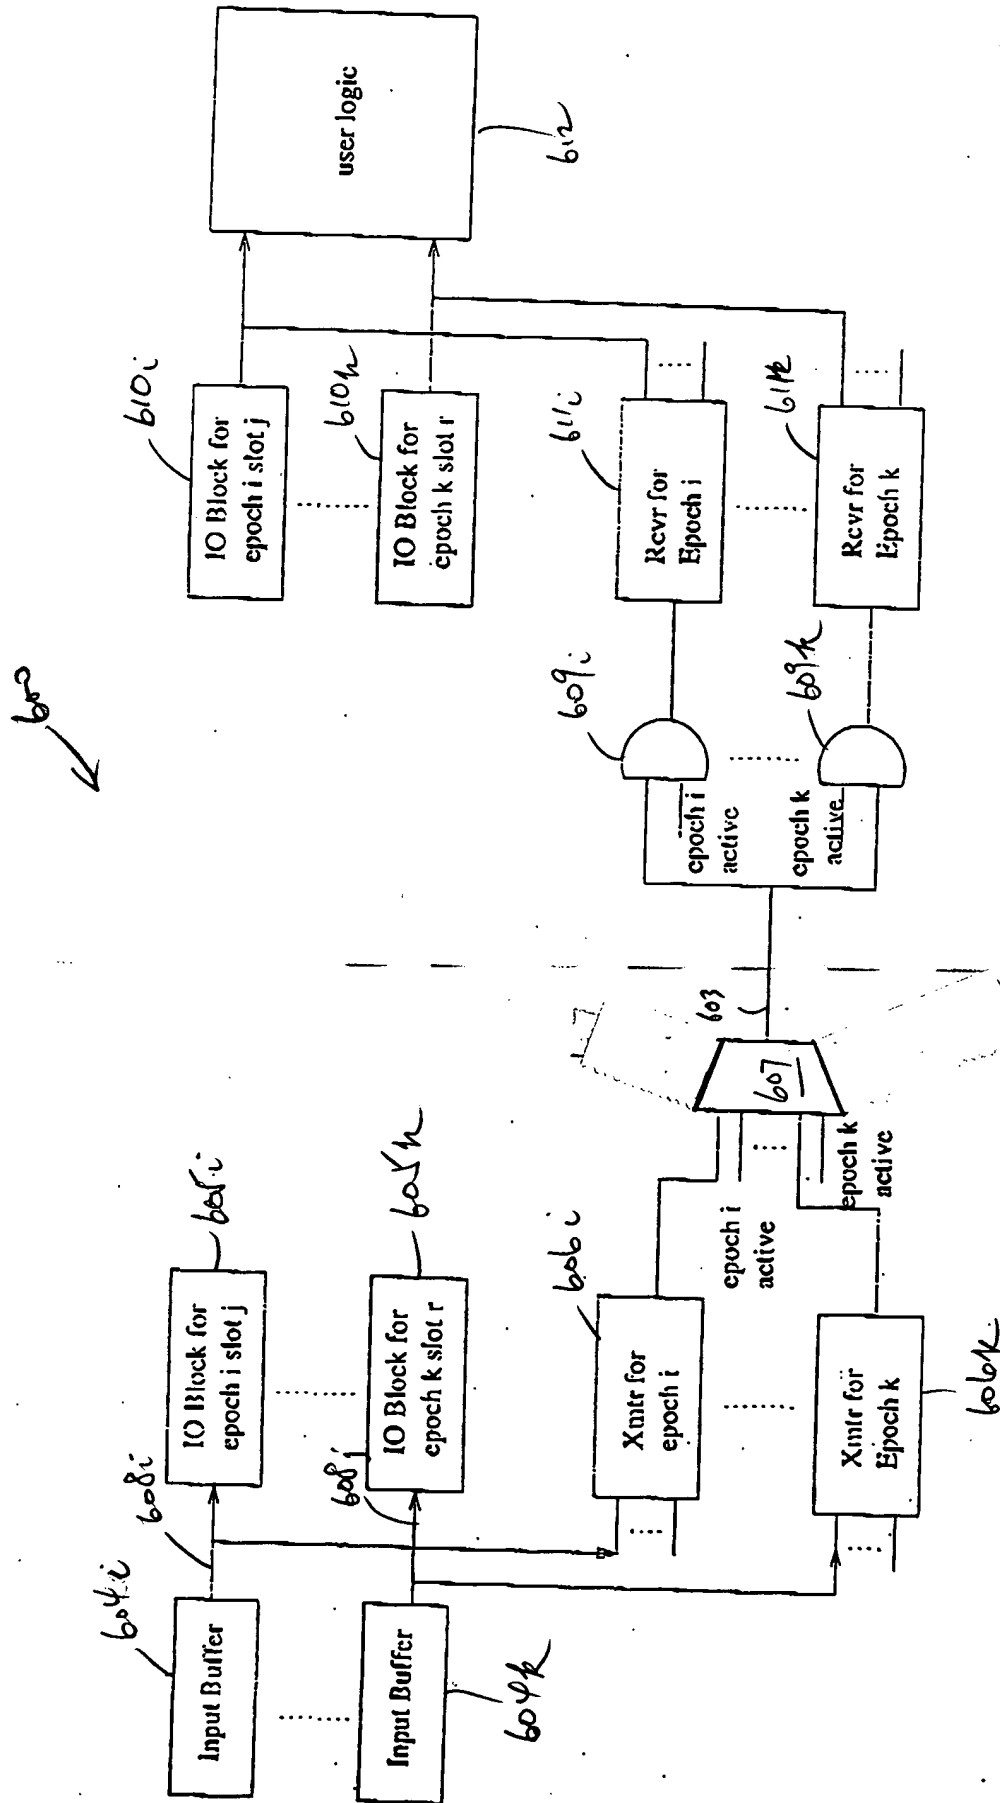 600
604i
Input Buffer
608i
605i
IO Block for
epoch i slot j
604k
Input Buffer
608j
605k
IO Block for
epoch k slot r
606i
Xmtr for
epoch i
606k
Xmtr for
Epoch k
epoch i
active
epoch k
active
607
603
epoch i
active
epoch k
active
609i
609k
611i
Rcvr for
Epoch i
611k
Rcvr for
Epoch k
610i
IO Block for
epoch i slot j
610k
IO Block for
epoch k slot r
user logic
612